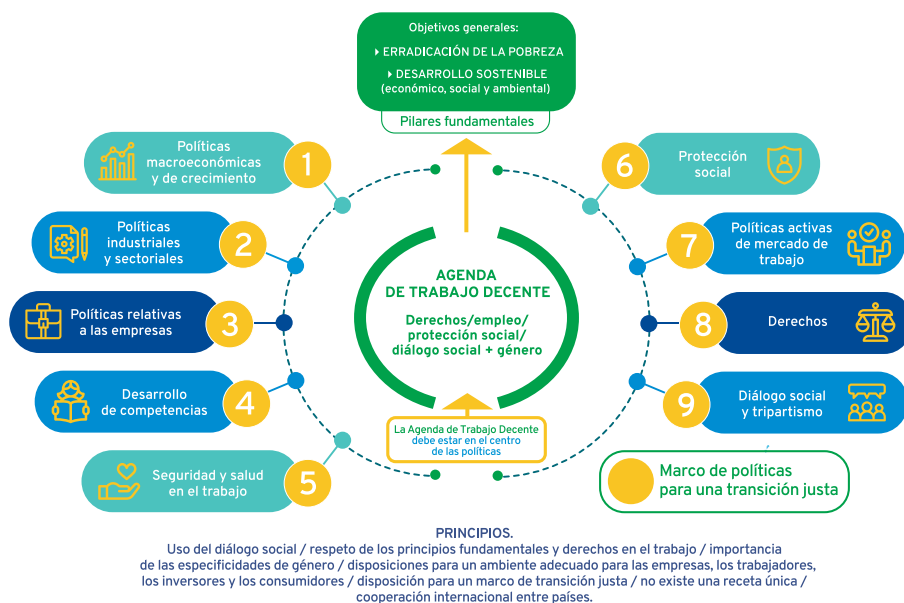 Objetivos generales:
ERRADICACIÓN DE LA POBREZA
DESARROLLO SOSTENIBLE
(económico, social y ambiental)
Pilares fundamentales
Políticas
macroeconómicas
y de crecimiento
1
Políticas
industriales
y sectoriales
2
Políticas relativas
a las empresas
3
Desarrollo
de competencias
4
Seguridad y salud
en el trabajo
5
AGENDA
DE TRABAJO DECENTE
Derechos/empleo/
protección social/
diálogo social + género
La Agenda de Trabajo Decente
debe estar en el centro
de las políticas
6
Protección
social
7
Políticas activas
de mercado de
trabajo
8
Derechos
9
Diálogo social
y tripartismo
Marco de políticas
para una transición justa
PRINCIPIOS.
Uso del diálogo social / respeto de los principios fundamentales y derechos en el trabajo / importancia
de las especificidades de género / disposiciones para un ambiente adecuado para las empresas, los trabajadores,
los inversores y los consumidores / disposición para un marco de transición justa / no existe una receta única /
cooperación internacional entre países.